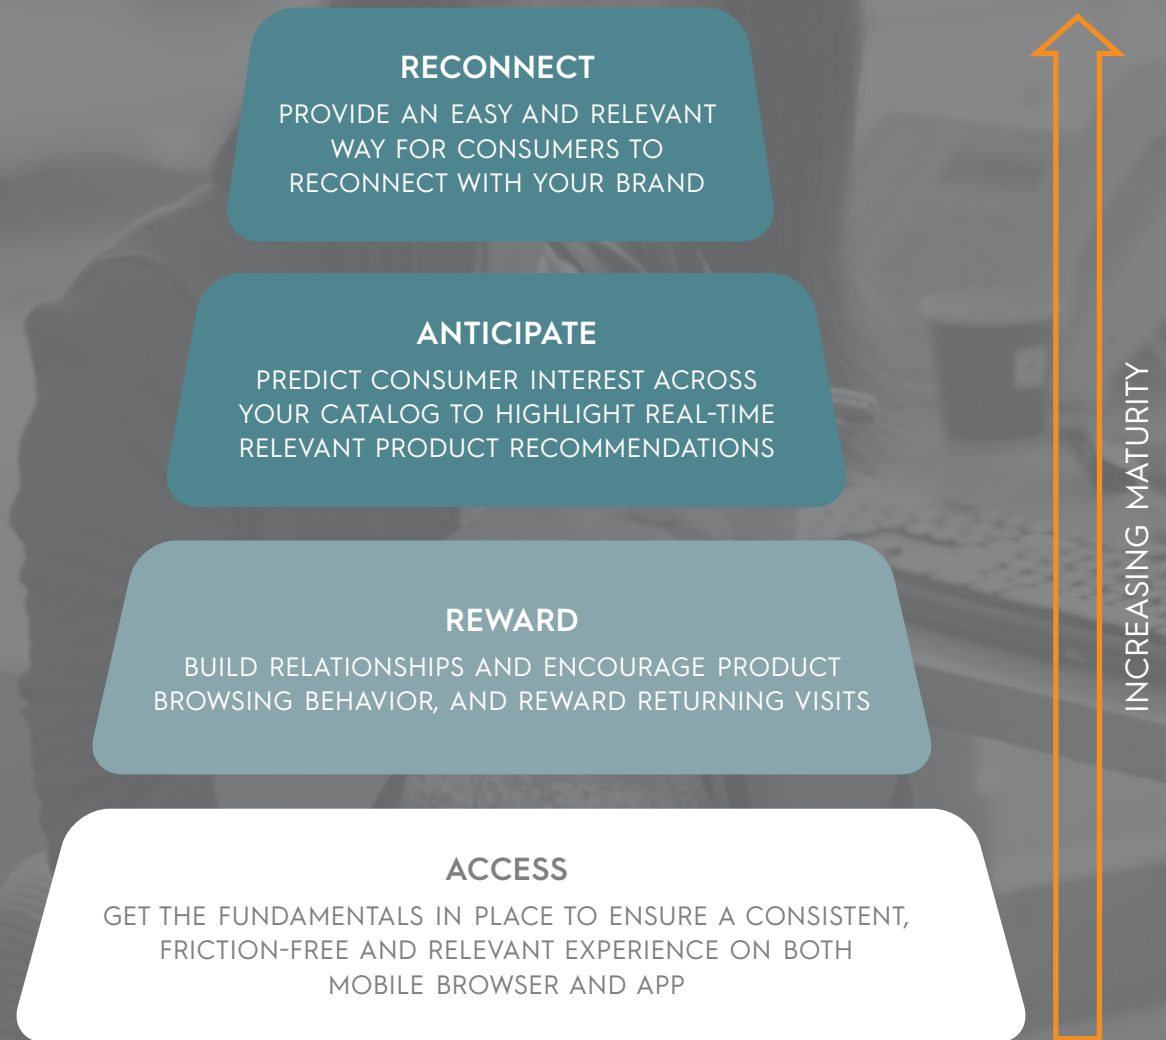 RECONNECT
PROVIDE AN EASY AND RELEVANT
WAY FOR CONSUMERS TO
RECONNECT WITH YOUR BRAND
ANTICIPATE
PREDICT CONSUMER INTEREST ACROSS
YOUR CATALOG TO HIGHLIGHT REAL-TIME
RELEVANT PRODUCT RECOMMENDATIONS
REWARD
BUILD RELATIONSHIPS AND ENCOURAGE PRODUCT
BROWSING BEHAVIOR, AND REWARD RETURNING VISITS
ACCESS
GET THE FUNDAMENTALS IN PLACE TO ENSURE A CONSISTENT,
FRICTION-FREE AND RELEVANT EXPERIENCE ON BOTH
MOBILE BROWSER AND APP
INCREASING MATURITY